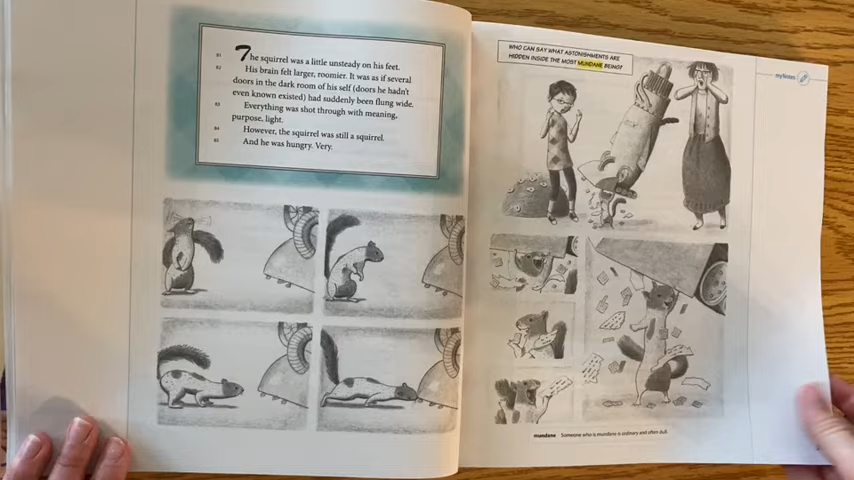 81 The squirrel was a little unsteady on his feet.
82 His brain felt larger, roomier. It was as if several
doors in the dark room of his self (doors he hadn't
even known existed) had suddenly been flung wide.
83 Everything was shot through with meaning,
purpose, light.
84 However, the squirrel was still a squirrel.
85 And he was hungry. Very.
WHO CAN SAY WHAT ASTONISHMENTS ARE
HIDDEN INSIDE THE MOST MUNDANE BEING?
myNotes
mundane Someone who is mundane is ordinary and often dull.